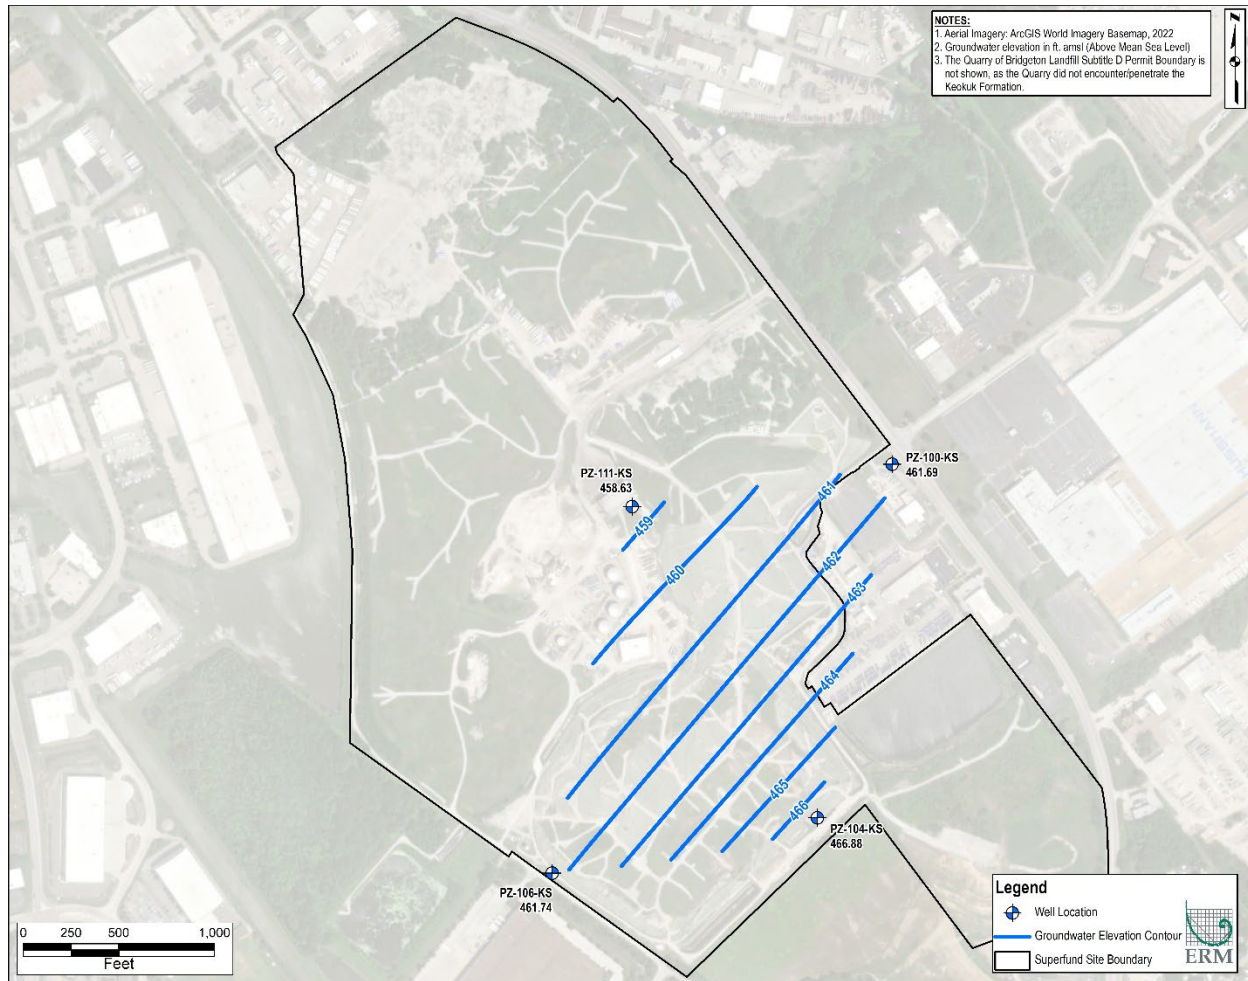 NOTES:
1. Aerial Imagery: ArcGIS World Imagery Basemap, 2022
2. Groundwater elevation in ft. amsl (Above Mean Sea Level)
3. The Quarry of Bridgeton Landfill Subtitle D Permit Boundary is
not shown, as the Quarry did not encounter/penetrate the
Keokuk Formation.
N
PZ-100-KS
461.69
PZ-111-KS
458.63
461
459
462
460
463
464
465
466
PZ-104-KS
466.88
PZ-106-KS
461.74
0 250 500 1,000
Feet
Legend
Well Location
Groundwater Elevation Contour
Superfund Site Boundary
ERM